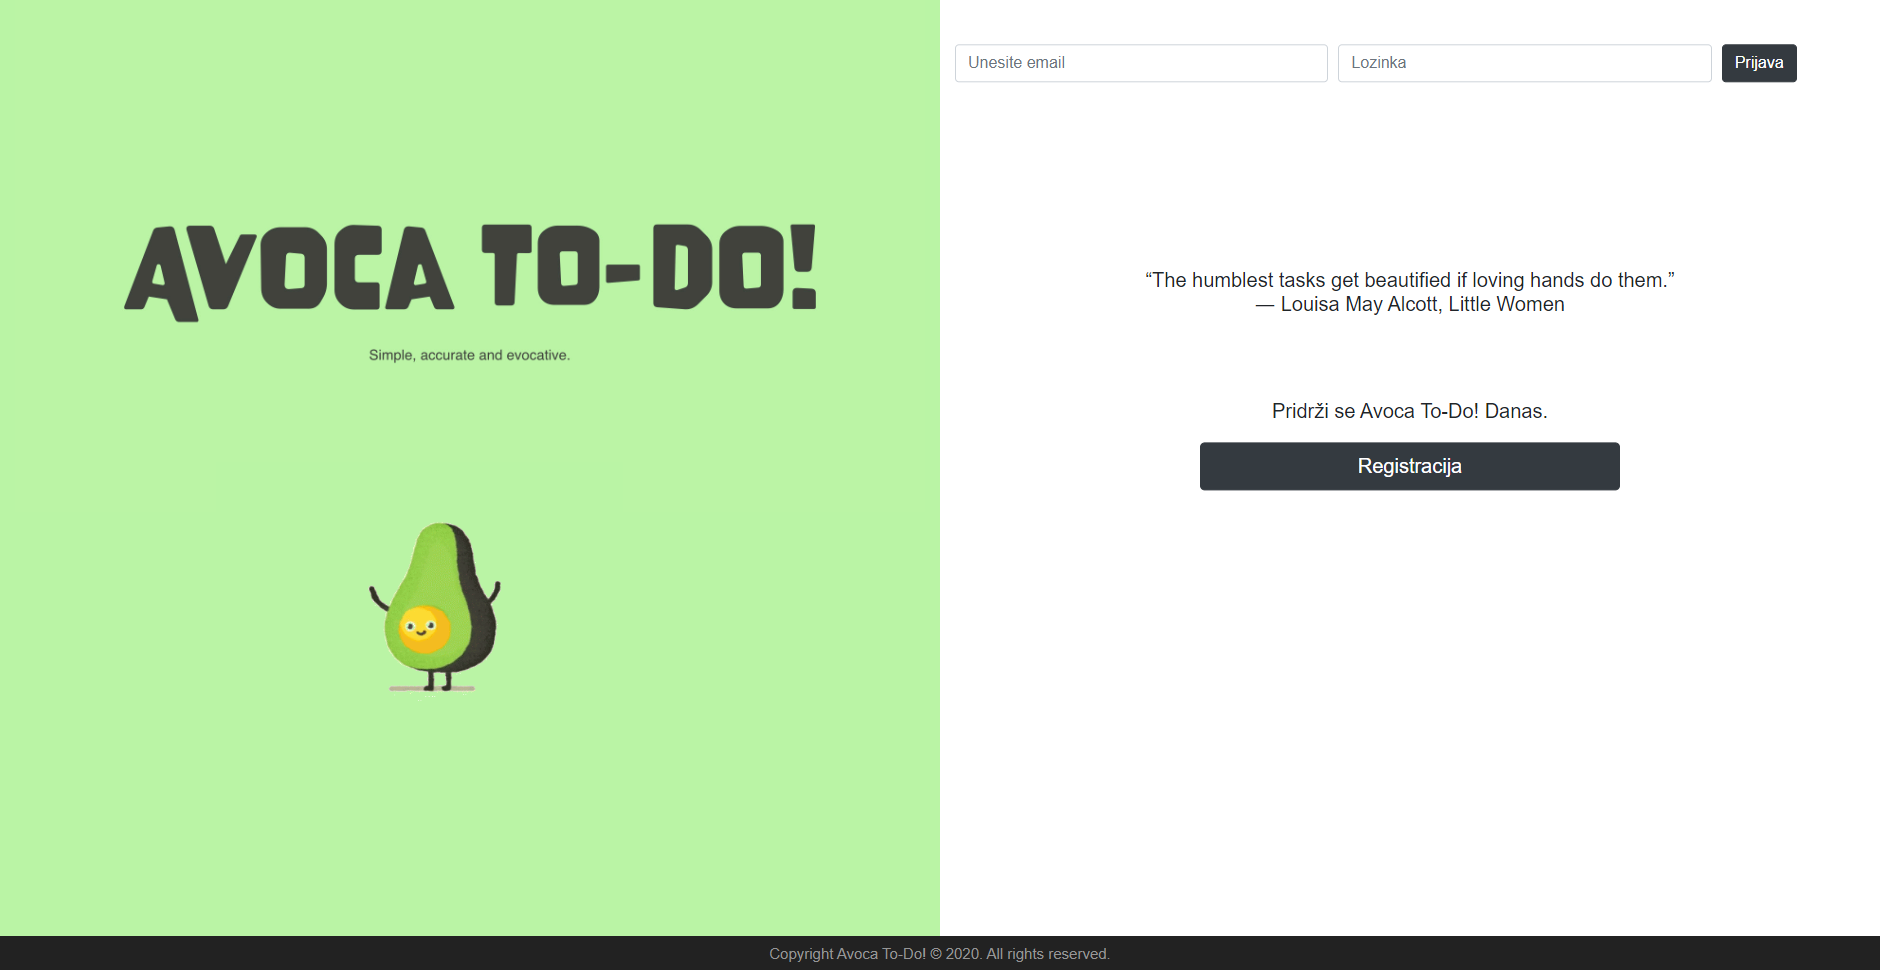 Unesite email
Lozinka
Prijava
AVOCA TO-DO!
Simple, accurate and evocative.
“The humblest tasks get beautified if loving hands do them.”
— Louisa May Alcott, Little Women
Pridrži se Avoca To-Do! Danas.
Registracija
Copyright Avoca To-Do! © 2020. All rights reserved.